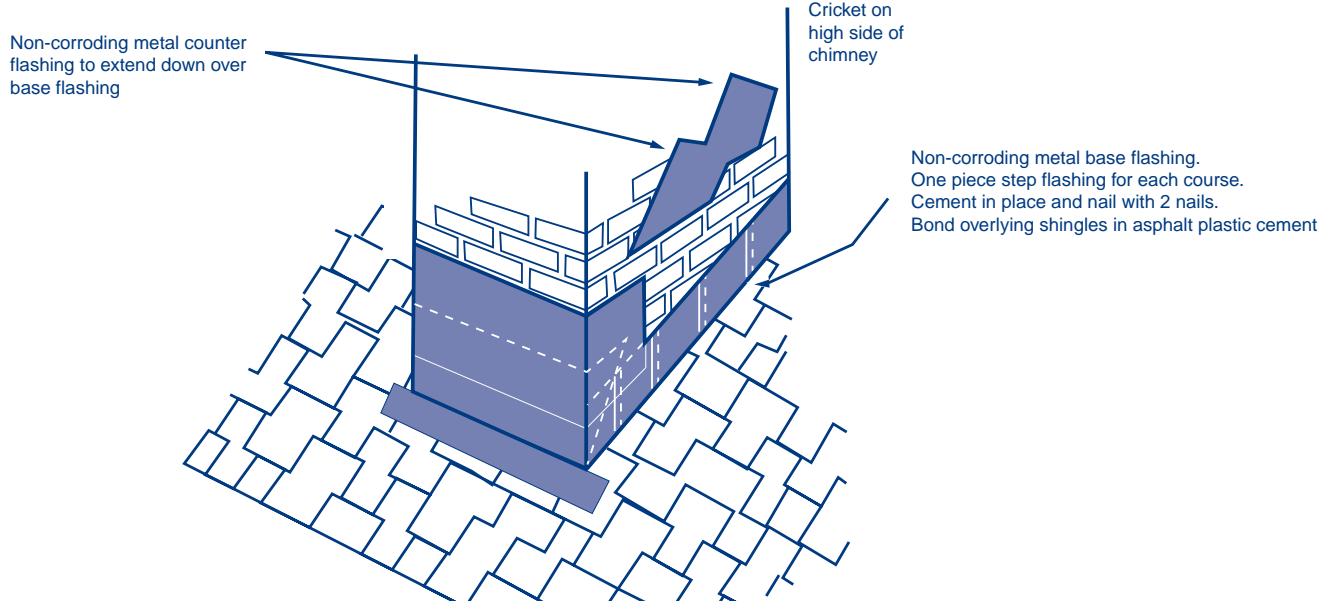 Non-corroding metal counter
flashing to extend down over
base flashing
Cricket on
high side of
chimney
Non-corroding metal base flashing.
One piece step flashing for each course.
Cement in place and nail with 2 nails.
Bond overlying shingles in asphalt plastic cement